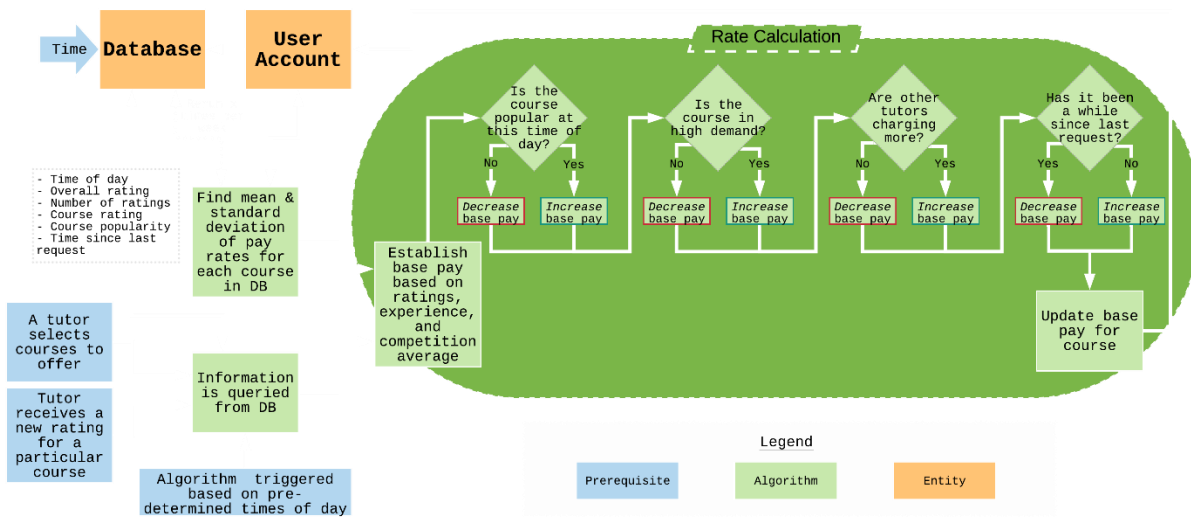 Time
Database
User
Account
Rate Calculation
Is the
course
popular at
this time of
day?
No
Yes
Decrease
base pay
Increase
base pay
Is the
course in
high demand?
No
Yes
Decrease
base pay
Increase
base pay
Are other
tutors
charging
more?
No
Yes
Decrease
base pay
Increase
base pay
Has it been
a while
since last
request?
Yes
No
Decrease
base pay
Increase
base pay
- Time of day
- Overall rating
- Number of ratings
- Course rating
- Course popularity
- Time since last
request
Find mean &
standard
deviation
of pay
rates for
each course
in DB
Establish
base pay
based on
ratings,
experience,
and
competition
average
Update base
pay for
course
A tutor
selects
courses to
offer
Information
is queried
from DB
Tutor
receives a
new rating
for a
particular
course
Algorithm triggered
based on pre-
determined times of day
Legend
Prerequisite
Algorithm
Entity